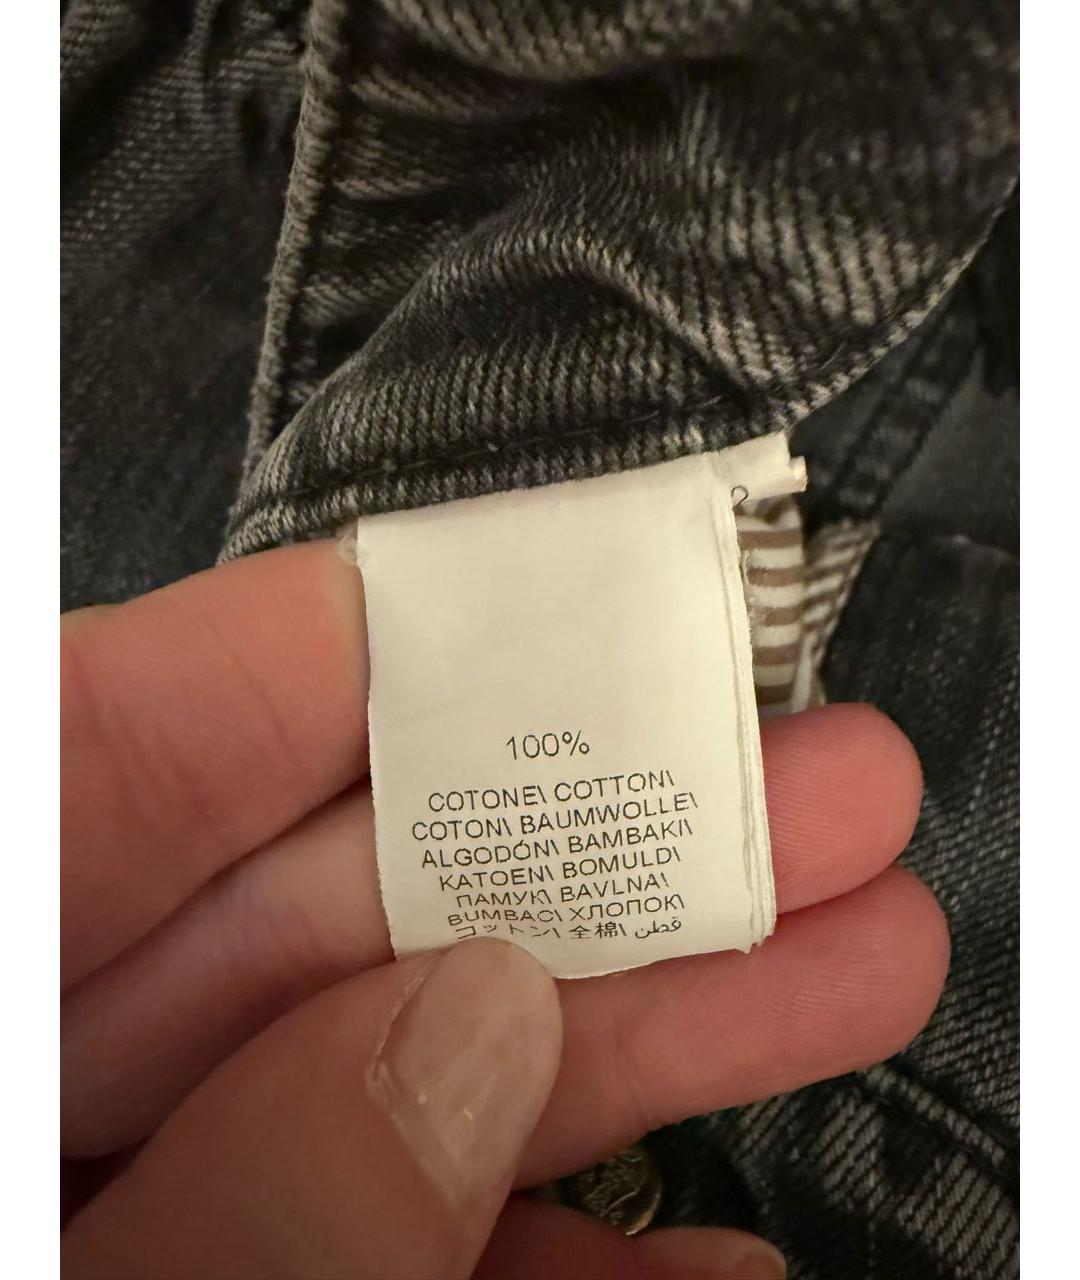 100%
COTONE\ COTTON\
COTON\ BAUMWOLLE\
ALGODÓN\ BAMBAKI\
KATOEN\ BOMULD\
ПАМУК\ BAVLNA\
BUMBAC\ ХЛОПОК\
コットン\ 全棉\ قطن